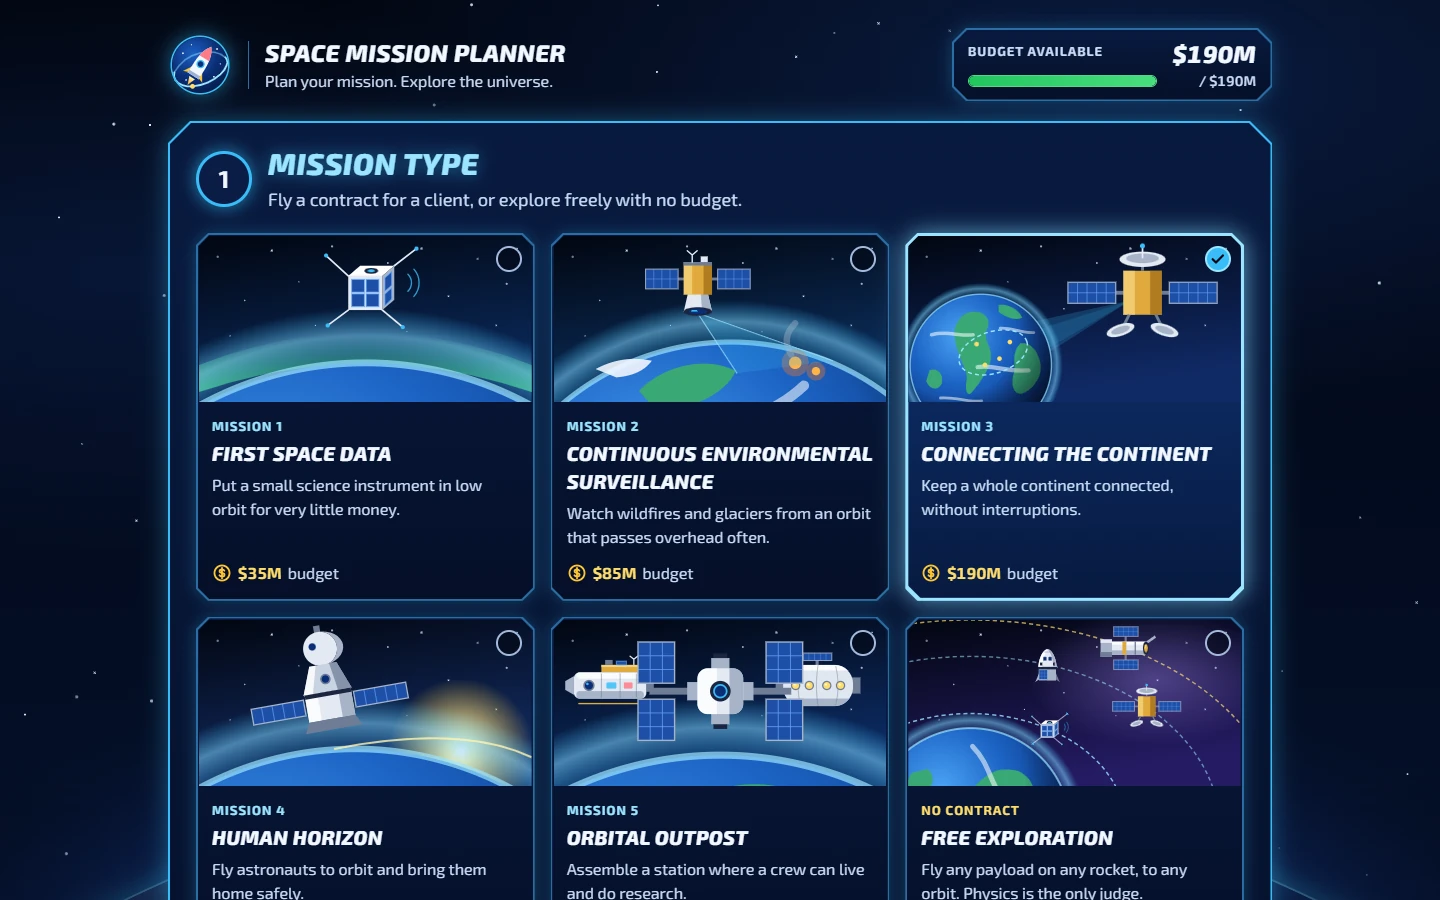 SPACE MISSION PLANNER
Plan your mission. Explore the universe.
BUDGET AVAILABLE
$190M
/ $190M
1
MISSION TYPE
Fly a contract for a client, or explore freely with no budget.
MISSION 1
FIRST SPACE DATA
Put a small science instrument in low
orbit for very little money.
$35M budget
MISSION 2
CONTINUOUS ENVIRONMENTAL
SURVEILLANCE
Watch wildfires and glaciers from an orbit
that passes overhead often.
$85M budget
MISSION 3
CONNECTING THE CONTINENT
Keep a whole continent connected,
without interruptions.
$190M budget
MISSION 4
HUMAN HORIZON
Fly astronauts to orbit and bring them
home safely.
MISSION 5
ORBITAL OUTPOST
Assemble a station where a crew can live
and do research.
NO CONTRACT
FREE EXPLORATION
Fly any payload on any rocket, to any
orbit. Physics is the only judge.